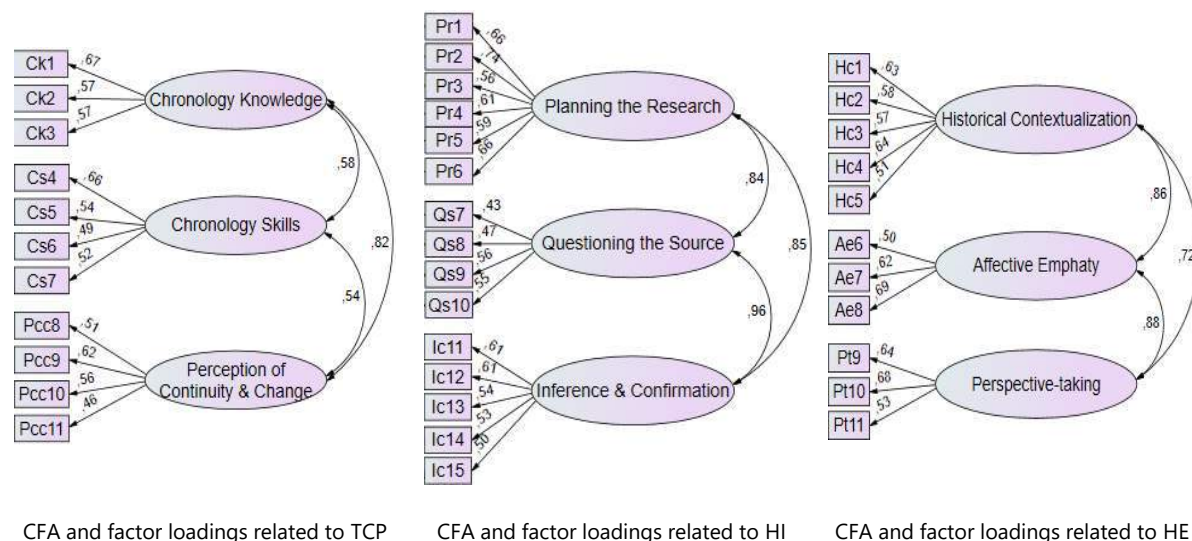 Ck1
,67
Ck2
,57
Ck3
,57
Chronology Knowledge
,58
Cs4
,66
Cs5
,54
Cs6
,49
Cs7
,52
Chronology Skills
,82
,54
Pcc8
,51
Pcc9
,62
Pcc10
,56
Pcc11
,46
Perception of
Continuity & Change
CFA and factor loadings related to TCP
Pr1
,66
Pr2
,74
Pr3
,56
Pr4
,61
Pr5
,59
Pr6
,66
Planning the Research
,84
Qs7
,43
Qs8
,47
Qs9
,56
Qs10
,55
Questioning the Source
,85
,96
Ic11
,61
Ic12
,61
Ic13
,54
Ic14
,53
Ic15
,50
Inference & Confirmation
CFA and factor loadings related to HI
Hc1
,63
Hc2
,58
Hc3
,57
Hc4
,64
Hc5
,51
Historical Contextualization
,86
Ae6
,50
Ae7
,62
Ae8
,69
Affective Emphaty
,72
,88
Pt9
,64
Pt10
,68
Pt11
,53
Perspective-taking
CFA and factor loadings related to HE